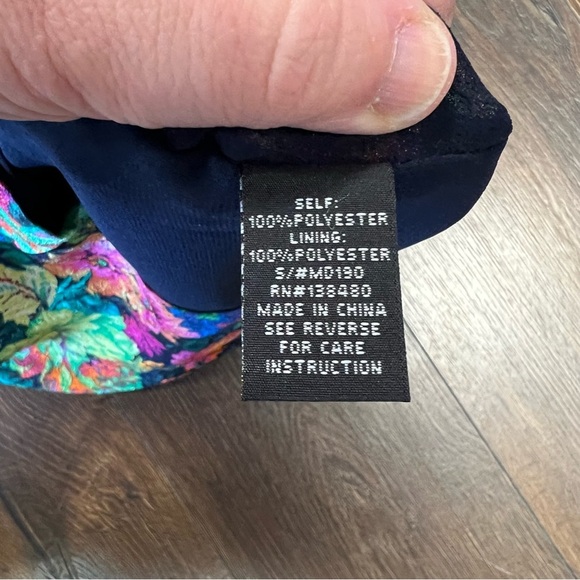 SELF:
100%POLYESTER
LINING:
100%POLYESTER
S/#MD190
RN#138480
MADE IN CHINA
SEE REVERSE
FOR CARE
INSTRUCTION